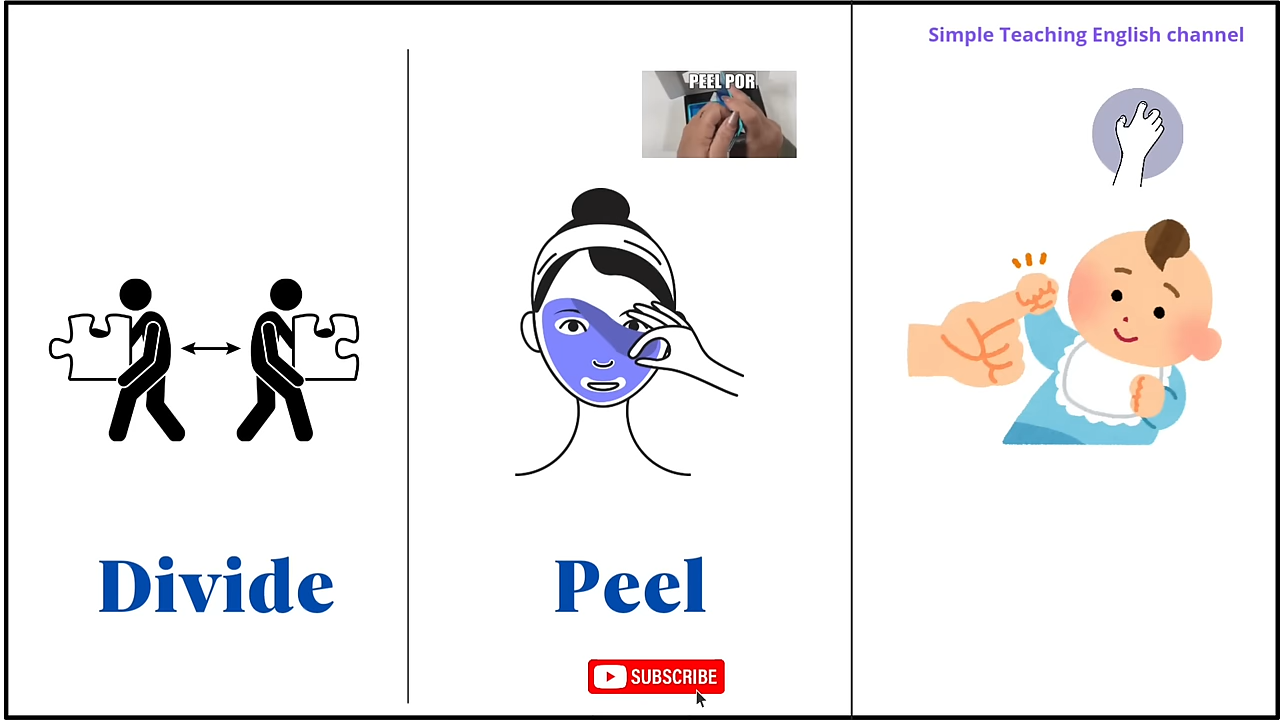 Simple Teaching English channel
PEEL POR
Divide
Peel
SUBSCRIBE